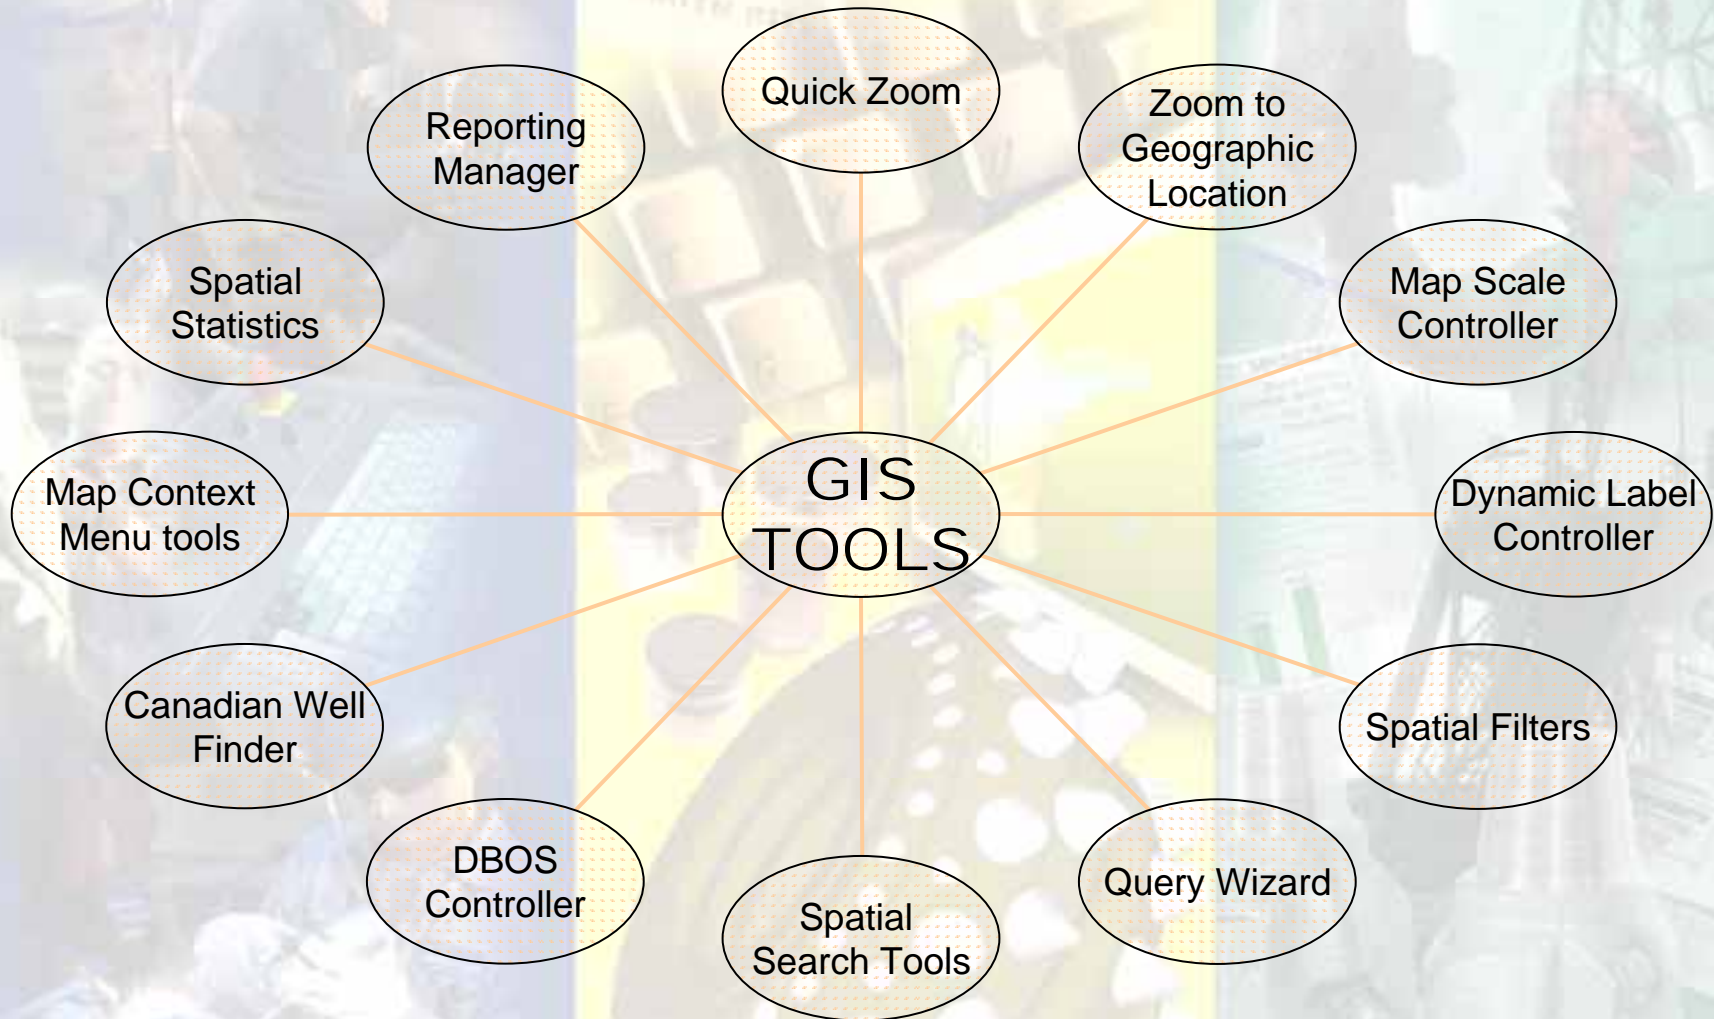 Quick Zoom
Zoom to
Geographic
Location
Map Scale
Controller
Dynamic Label
Controller
Spatial Filters
Query Wizard
Spatial
Search Tools
DBOS
Controller
Canadian Well
Finder
Map Context
Menu tools
Spatial
Statistics
Reporting
Manager
GIS
TOOLS